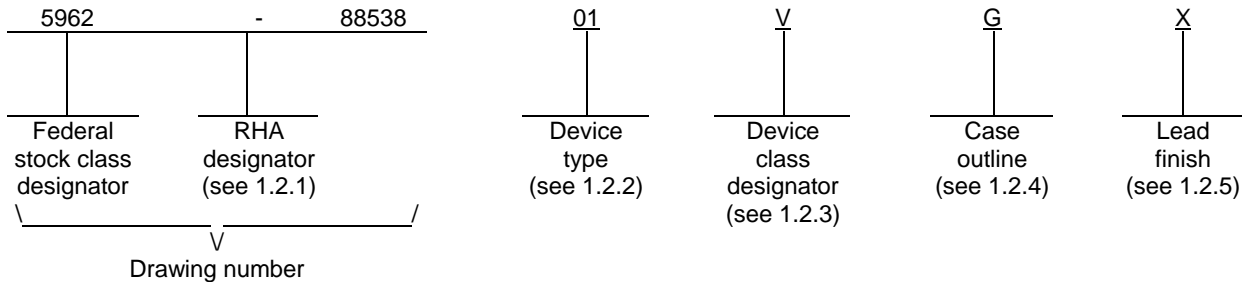 5962 - 88538 01 V G X
Federal stock class designator
RHA designator (see 1.2.1)
Device type (see 1.2.2)
Device class designator (see 1.2.3)
Case outline (see 1.2.4)
Lead finish (see 1.2.5)
\ /
\/
Drawing number